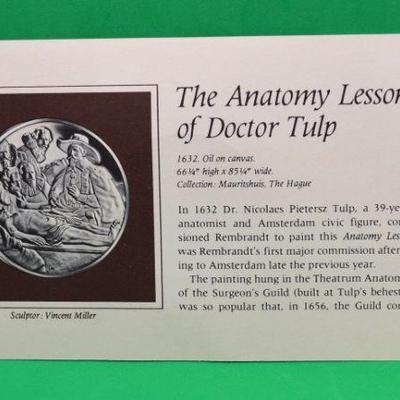 The Anatomy Lesson
of Doctor Tulp
1632. Oil on canvas.
66¼" high x 85¼" wide.
Collection: Mauritshuis, The Hague
In 1632 Dr. Nicolaes Pietersz Tulp, a 39-ye
anatomist and Amsterdam civic figure, com
sioned Rembrandt to paint this Anatomy Les
was Rembrandt's first major commission after
ing to Amsterdam late the previous year.
The painting hung in the Theatrum Anatom
of the Surgeon's Guild (built at Tulp's behest
was so popular that, in 1656, the Guild com
Sculptor: Vincent Miller